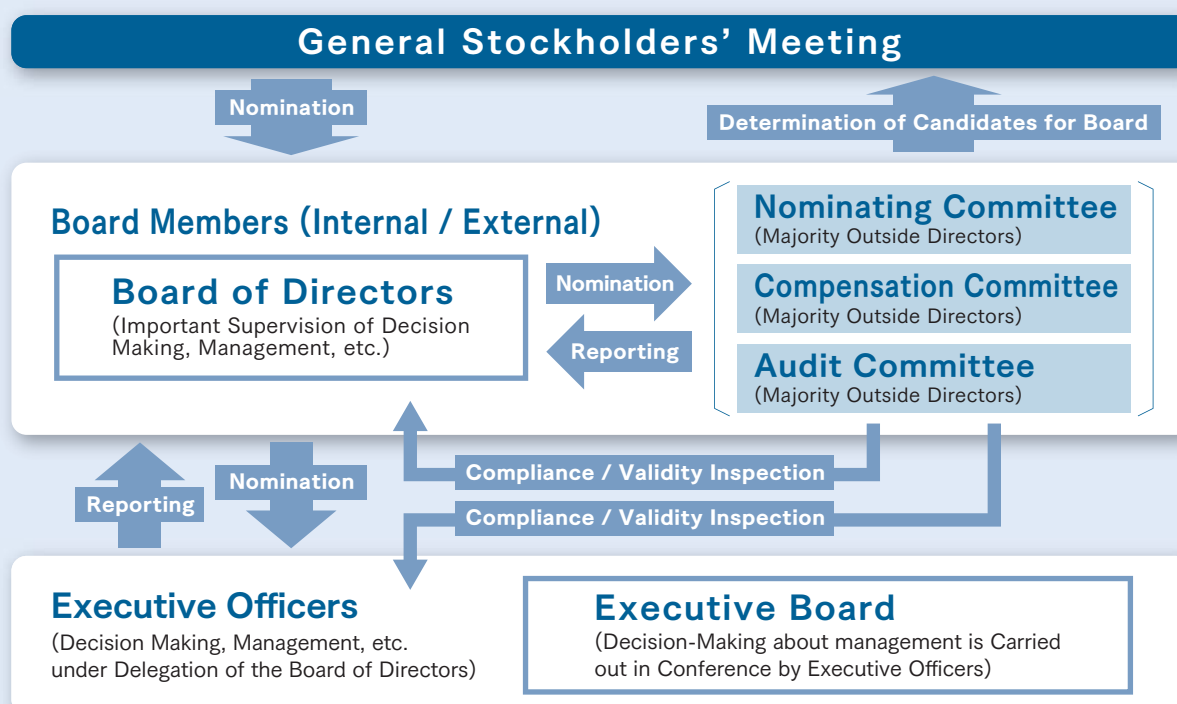 General Stockholders’ Meeting
Nomination
Determination of Candidates for Board
Board Members (Internal / External)
Board of Directors
(Important Supervision of Decision
Making, Management, etc.)
Nomination
Reporting
Nominating Committee
(Majority Outside Directors)
Compensation Committee
(Majority Outside Directors)
Audit Committee
(Majority Outside Directors)
Reporting
Nomination
Compliance / Validity Inspection
Compliance / Validity Inspection
Executive Officers
(Decision Making, Management, etc.
under Delegation of the Board of Directors)
Executive Board
(Decision-Making about management is Carried
out in Conference by Executive Officers)